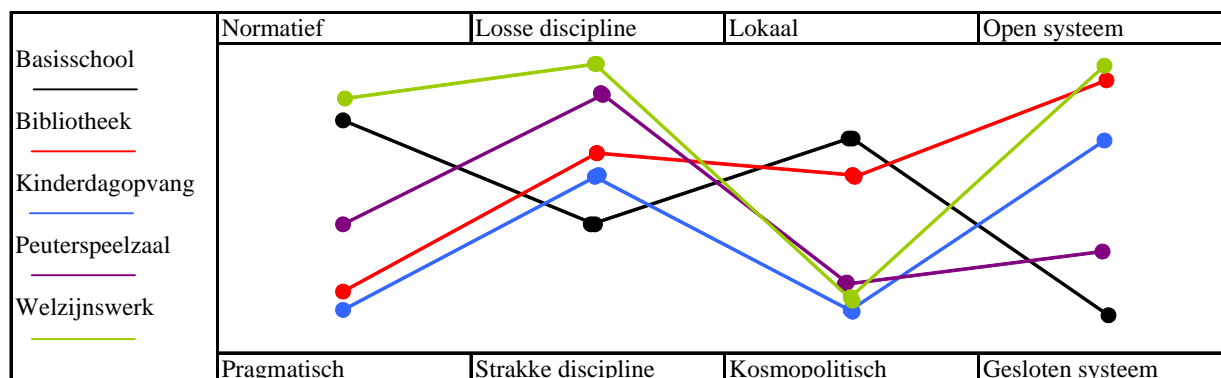 Normatief
Losse discipline
Lokaal
Open systeem
Basisschool
Bibliotheek
Kinderdagopvang
Peuterspeelzaal
Welzijnswerk
Pragmatisch
Strakke discipline
Kosmopolitisch
Gesloten systeem